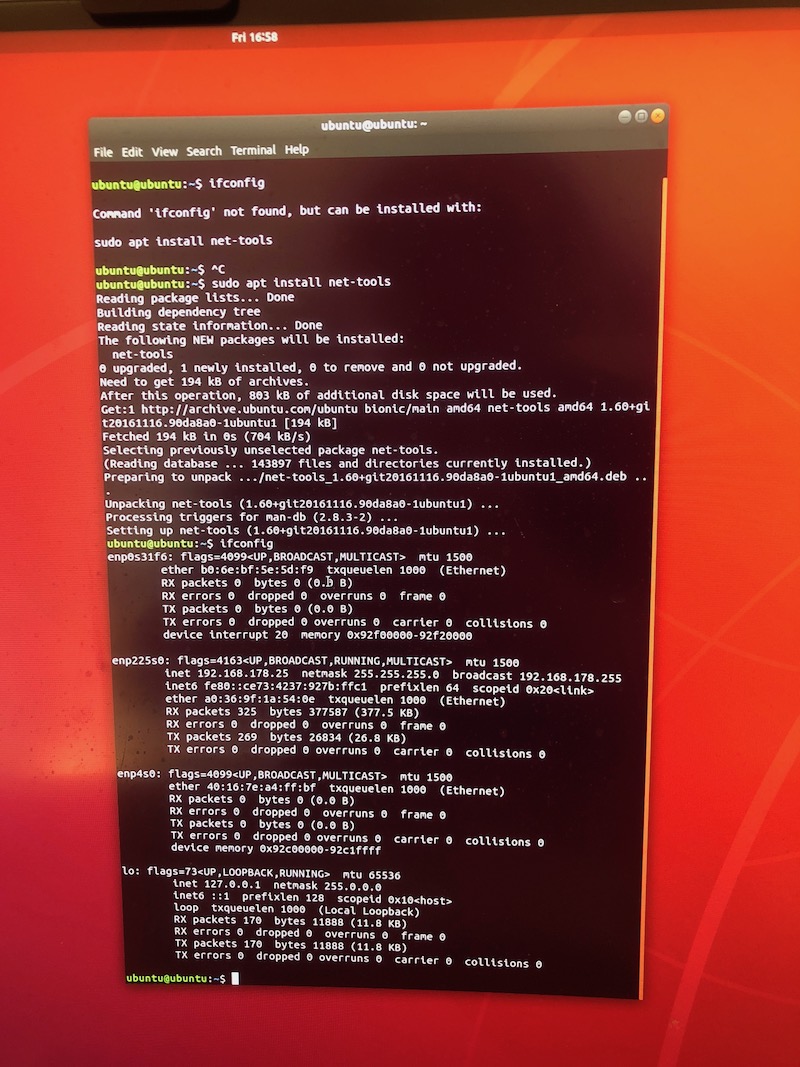 Fri 16:58
ubuntu@ubuntu: ~
File Edit View Search Terminal Help
ubuntu@ubuntu:~$ ifconfig
Command 'ifconfig' not found, but can be installed with:
sudo apt install net-tools
ubuntu@ubuntu:~$ ^C
ubuntu@ubuntu:~$ sudo apt install net-tools
Reading package lists... Done
Building dependency tree
Reading state information... Done
The following NEW packages will be installed:
  net-tools
0 upgraded, 1 newly installed, 0 to remove and 0 not upgraded.
Need to get 194 kB of archives.
After this operation, 803 kB of additional disk space will be used.
Get:1 http://archive.ubuntu.com/ubuntu bionic/main amd64 net-tools amd64 1.60+gi
t20161116.90da8a0-1ubuntu1 [194 kB]
Fetched 194 kB in 0s (704 kB/s)
Selecting previously unselected package net-tools.
(Reading database ... 143897 files and directories currently installed.)
Preparing to unpack .../net-tools_1.60+git20161116.90da8a0-1ubuntu1_amd64.deb ..
.
Unpacking net-tools (1.60+git20161116.90da8a0-1ubuntu1) ...
Processing triggers for man-db (2.8.3-2) ...
Setting up net-tools (1.60+git20161116.90da8a0-1ubuntu1) ...
ubuntu@ubuntu:~$ ifconfig
enp0s31f6: flags=4099<UP,BROADCAST,MULTICAST>  mtu 1500
        ether b0:6e:bf:5e:5d:f9  txqueuelen 1000  (Ethernet)
        RX packets 0  bytes 0 (0.0 B)
        RX errors 0  dropped 0  overruns 0  frame 0
        TX packets 0  bytes 0 (0.0 B)
        TX errors 0  dropped 0 overruns 0  carrier 0  collisions 0
        device interrupt 20  memory 0x92f00000-92f20000
enp225s0: flags=4163<UP,BROADCAST,RUNNING,MULTICAST>  mtu 1500
        inet 192.168.178.25  netmask 255.255.255.0  broadcast 192.168.178.255
        inet6 fe80::ce73:4237:927b:ffc1  prefixlen 64  scopeid 0x20<link>
        ether a0:36:9f:1a:54:0e  txqueuelen 1000  (Ethernet)
        RX packets 325  bytes 377587 (377.5 KB)
        RX errors 0  dropped 0  overruns 0  frame 0
        TX packets 269  bytes 26834 (26.8 KB)
        TX errors 0  dropped 0 overruns 0  carrier 0  collisions 0
enp4s0: flags=4099<UP,BROADCAST,MULTICAST>  mtu 1500
        ether 40:16:7e:a4:ff:bf  txqueuelen 1000  (Ethernet)
        RX packets 0  bytes 0 (0.0 B)
        RX errors 0  dropped 0  overruns 0  frame 0
        TX packets 0  bytes 0 (0.0 B)
        TX errors 0  dropped 0 overruns 0  carrier 0  collisions 0
        device memory 0x92c00000-92c1ffff
lo: flags=73<UP,LOOPBACK,RUNNING>  mtu 65536
        inet 127.0.0.1  netmask 255.0.0.0
        inet6 ::1  prefixlen 128  scopeid 0x10<host>
        loop  txqueuelen 1000  (Local Loopback)
        RX packets 170  bytes 11888 (11.8 KB)
        RX errors 0  dropped 0  overruns 0  frame 0
        TX packets 170  bytes 11888 (11.8 KB)
        TX errors 0  dropped 0 overruns 0  carrier 0  collisions 0
ubuntu@ubuntu:~$